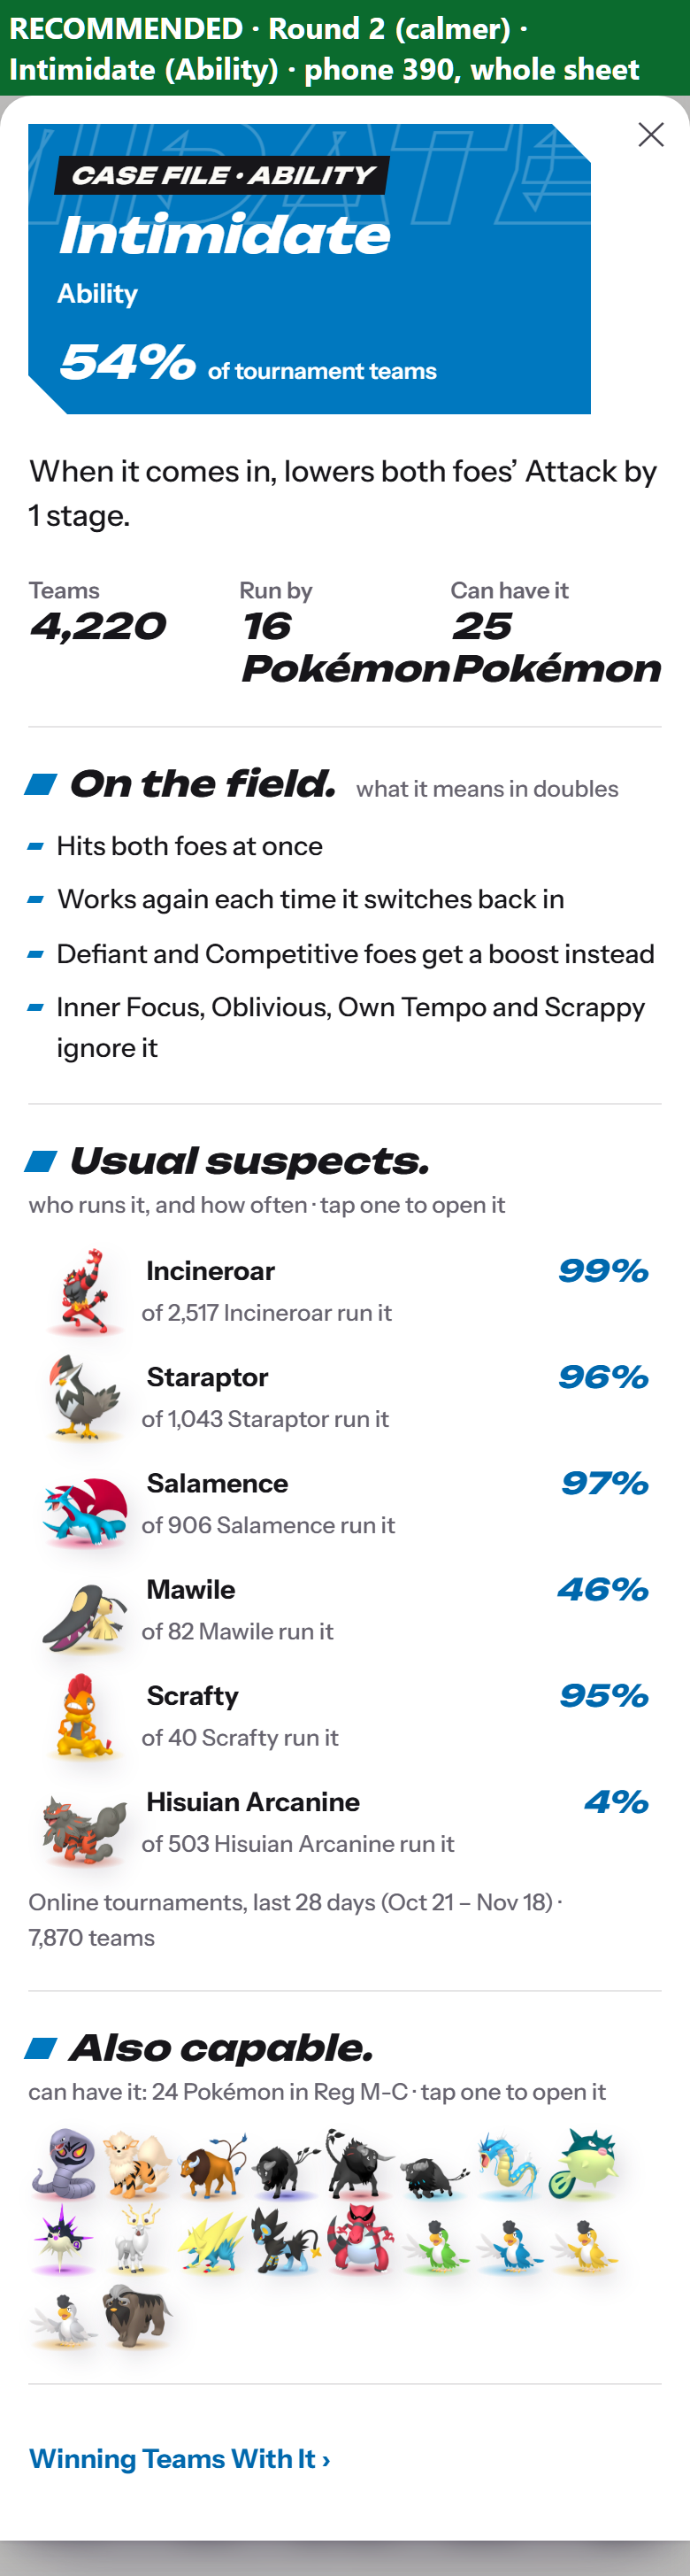 RECOMMENDED · Round 2 (calmer) ·
Intimidate (Ability) · phone 390, whole sheet
IDATE
CASE FILE · ABILITY
Intimidate
Ability
54% of tournament teams
When it comes in, lowers both foes’ Attack by
1 stage.
Teams Run by Can have it
4,220 16 25
Pokémon Pokémon
On the field. what it means in doubles
Hits both foes at once
Works again each time it switches back in
Defiant and Competitive foes get a boost instead
Inner Focus, Oblivious, Own Tempo and Scrappy
ignore it
Usual suspects.
who runs it, and how often · tap one to open it
Incineroar 99%
of 2,517 Incineroar run it
Staraptor 96%
of 1,043 Staraptor run it
Salamence 97%
of 906 Salamence run it
Mawile 46%
of 82 Mawile run it
Scrafty 95%
of 40 Scrafty run it
Hisuian Arcanine 4%
of 503 Hisuian Arcanine run it
Online tournaments, last 28 days (Oct 21 – Nov 18) ·
7,870 teams
Also capable.
can have it: 24 Pokémon in Reg M-C · tap one to open it
Winning Teams With It ›